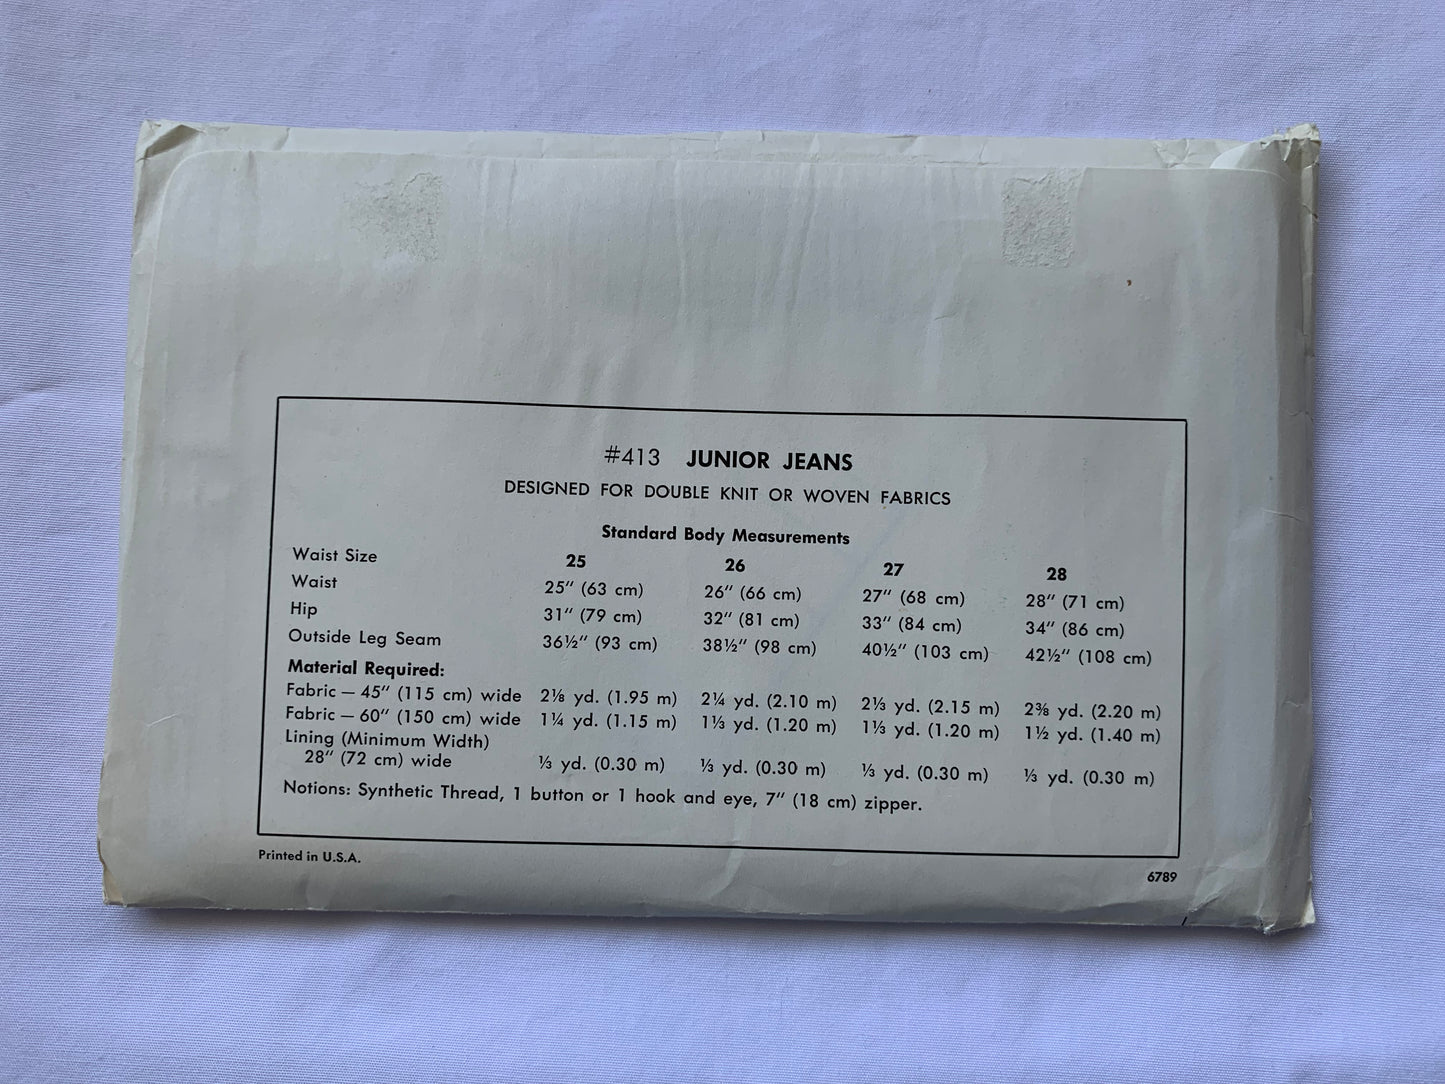 #413 JUNIOR JEANS
DESIGNED FOR DOUBLE KNIT OR WOVEN FABRICS
Standard Body Measurements
Waist Size 25 26 27 28
Waist 25" (63 cm) 26" (66 cm) 27" (68 cm) 28" (71 cm)
Hip 31" (79 cm) 32" (81 cm) 33" (84 cm) 34" (86 cm)
Outside Leg Seam 36½" (93 cm) 38½" (98 cm) 40½" (103 cm) 42½" (108 cm)
Material Required:
Fabric — 45" (115 cm) wide 2⅛ yd. (1.95 m) 2¼ yd. (2.10 m) 2⅓ yd. (2.15 m) 2⅜ yd. (2.20 m)
Fabric — 60" (150 cm) wide 1¼ yd. (1.15 m) 1⅓ yd. (1.20 m) 1⅓ yd. (1.20 m) 1½ yd. (1.40 m)
Lining (Minimum Width)
28" (72 cm) wide ⅓ yd. (0.30 m) ⅓ yd. (0.30 m) ⅓ yd. (0.30 m) ⅓ yd. (0.30 m)
Notions: Synthetic Thread, 1 button or 1 hook and eye, 7" (18 cm) zipper.
Printed in U.S.A.
6789